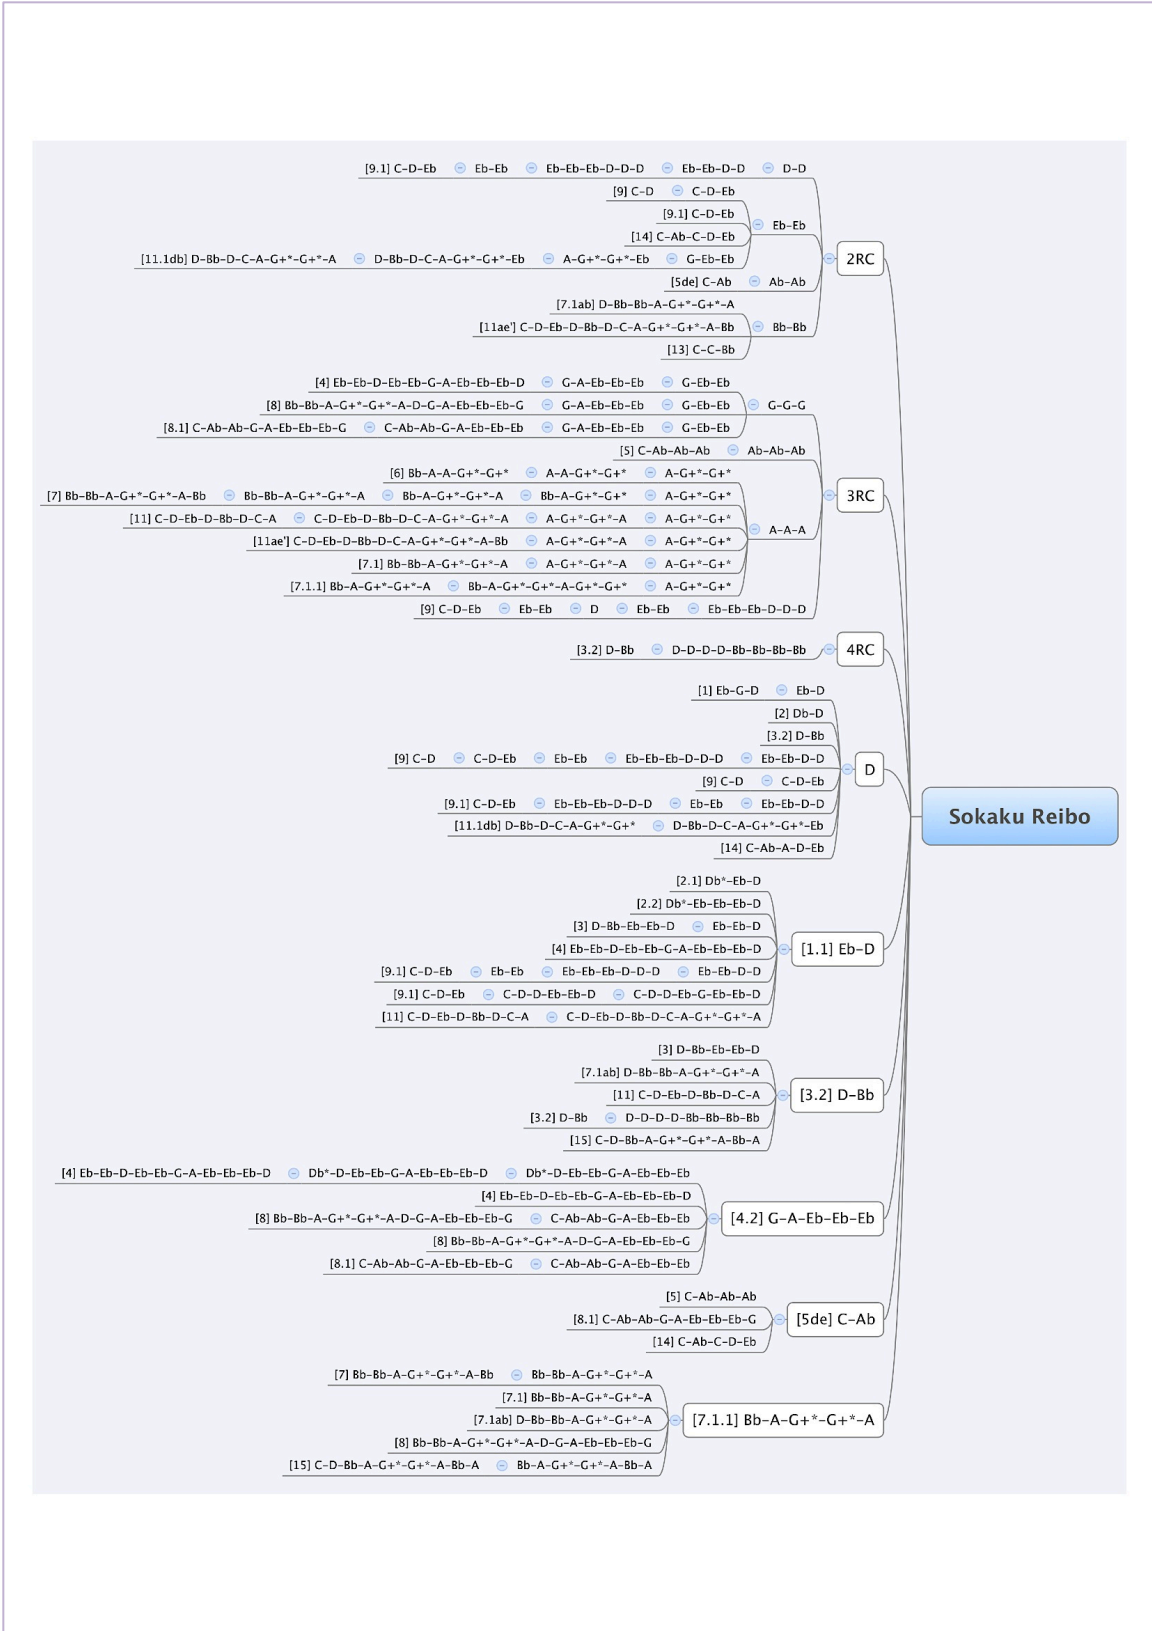 [9.1] C-D-Eb Eb-Eb Eb-Eb-Eb-D-D-D Eb-Eb-D-D D-D
[9] C-D C-D-Eb
[9.1] C-D-Eb
Eb-Eb
[14] C-Ab-C-D-Eb
[11.1db] D-Bb-D-C-A-G+*-G+*-A D-Bb-D-C-A-G+*-G+*-Eb A-G+*-G+*-Eb G-Eb-Eb
2RC
[5de] C-Ab Ab-Ab
[7.1ab] D-Bb-Bb-A-G+*-G+*-A
[11ae'] C-D-Eb-D-Bb-D-C-A-G+*-G+*-A-Bb Bb-Bb
[13] C-C-Bb
[4] Eb-Eb-D-Eb-Eb-G-A-Eb-Eb-Eb-D G-A-Eb-Eb-Eb G-Eb-Eb
[8] Bb-Bb-A-G+*-G+*-A-D-G-A-Eb-Eb-Eb-G G-A-Eb-Eb-Eb G-Eb-Eb G-G-G
[8.1] C-Ab-Ab-G-A-Eb-Eb-Eb-G C-Ab-Ab-G-A-Eb-Eb-Eb G-A-Eb-Eb-Eb G-Eb-Eb
[5] C-Ab-Ab-Ab Ab-Ab-Ab
[6] Bb-A-A-G+*-G+* A-A-G+*-G+* A-G+*-G+*
[7] Bb-Bb-A-G+*-G+*-A-Bb Bb-Bb-A-G+*-G+*-A Bb-A-G+*-G+*-A Bb-A-G+*-G+* A-G+*-G+*
3RC
[11] C-D-Eb-D-Bb-D-C-A C-D-Eb-D-Bb-D-C-A-G+*-G+*-A A-G+*-G+*-A A-G+*-G+*
A-A-A
[11ae'] C-D-Eb-D-Bb-D-C-A-G+*-G+*-A-Bb A-G+*-G+*-A A-G+*-G+*
[7.1] Bb-Bb-A-G+*-G+*-A A-G+*-G+*-A A-G+*-G+*
[7.1.1] Bb-A-G+*-G+*-A Bb-A-G+*-G+*-A-G+*-G+* A-G+*-G+*
[9] C-D-Eb Eb-Eb D Eb-Eb Eb-Eb-Eb-D-D-D
[3.2] D-Bb D-D-D-D-Bb-Bb-Bb-Bb 4RC
[1] Eb-G-D Eb-D
[2] Db-D
[3.2] D-Bb
[9] C-D C-D-Eb Eb-Eb Eb-Eb-Eb-D-D-D Eb-Eb-D-D
D
[9] C-D C-D-Eb
[9.1] C-D-Eb Eb-Eb-Eb-D-D-D Eb-Eb Eb-Eb-D-D
[11.1db] D-Bb-D-C-A-G+*-G+* D-Bb-D-C-A-G+*-G+*-Eb
[14] C-Ab-A-D-Eb
Sokaku Reibo
[2.1] Db*-Eb-D
[2.2] Db*-Eb-Eb-Eb-D
[3] D-Bb-Eb-Eb-D Eb-Eb-D
[4] Eb-Eb-D-Eb-Eb-G-A-Eb-Eb-Eb-D
[1.1] Eb-D
[9.1] C-D-Eb Eb-Eb Eb-Eb-Eb-D-D-D Eb-Eb-D-D
[9.1] C-D-Eb C-D-D-Eb-Eb-D C-D-D-Eb-G-Eb-Eb-D
[11] C-D-Eb-D-Bb-D-C-A C-D-Eb-D-Bb-D-C-A-G+*-G+*-A
[3] D-Bb-Eb-Eb-D
[7.1ab] D-Bb-Bb-A-G+*-G+*-A
[11] C-D-Eb-D-Bb-D-C-A
[3.2] D-Bb
[3.2] D-Bb D-D-D-D-Bb-Bb-Bb-Bb
[15] C-D-Bb-A-G+*-G+*-A-Bb-A
[4] Eb-Eb-D-Eb-Eb-G-A-Eb-Eb-Eb-D Db*-D-Eb-Eb-G-A-Eb-Eb-Eb-D Db*-D-Eb-Eb-G-A-Eb-Eb-Eb
[4] Eb-Eb-D-Eb-Eb-G-A-Eb-Eb-Eb-D
[8] Bb-Bb-A-G+*-G+*-A-D-G-A-Eb-Eb-Eb-G C-Ab-Ab-G-A-Eb-Eb-Eb
[4.2] G-A-Eb-Eb-Eb
[8] Bb-Bb-A-G+*-G+*-A-D-G-A-Eb-Eb-Eb-G
[8.1] C-Ab-Ab-G-A-Eb-Eb-Eb-G C-Ab-Ab-G-A-Eb-Eb-Eb
[5] C-Ab-Ab-Ab
[8.1] C-Ab-Ab-G-A-Eb-Eb-Eb-G
[5de] C-Ab
[14] C-Ab-C-D-Eb
[7] Bb-Bb-A-G+*-G+*-A-Bb Bb-Bb-A-G+*-G+*-A
[7.1] Bb-Bb-A-G+*-G+*-A
[7.1ab] D-Bb-Bb-A-G+*-G+*-A
[7.1.1] Bb-A-G+*-G+*-A
[8] Bb-Bb-A-G+*-G+*-A-D-G-A-Eb-Eb-Eb-G
[15] C-D-Bb-A-G+*-G+*-A-Bb-A Bb-A-G+*-G+*-A-Bb-A